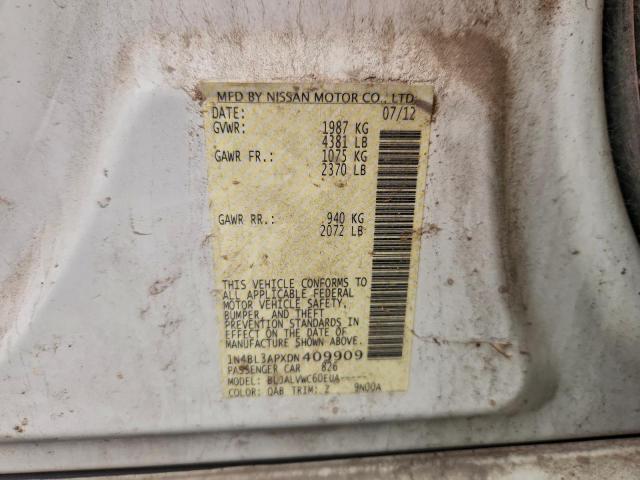 MFD BY NISSAN MOTOR CO., LTD.
DATE: 07/12
GVWR: 1987 KG
4381 LB
GAWR FR.: 1075 KG
2370 LB
GAWR RR.: 940 KG
2072 LB
THIS VEHICLE CONFORMS TO
ALL APPLICABLE FEDERAL
MOTOR VEHICLE SAFETY,
BUMPER, AND THEFT
PREVENTION STANDARDS IN
EFFECT ON THE DATE OF
MANUFACTURE SHOWN ABOVE.
1N4BL3APXDN409909
PASSENGER CAR 826
MODEL: BLJALVWC60EUA-----
COLOR: QAB TRIM: Z 9N00A